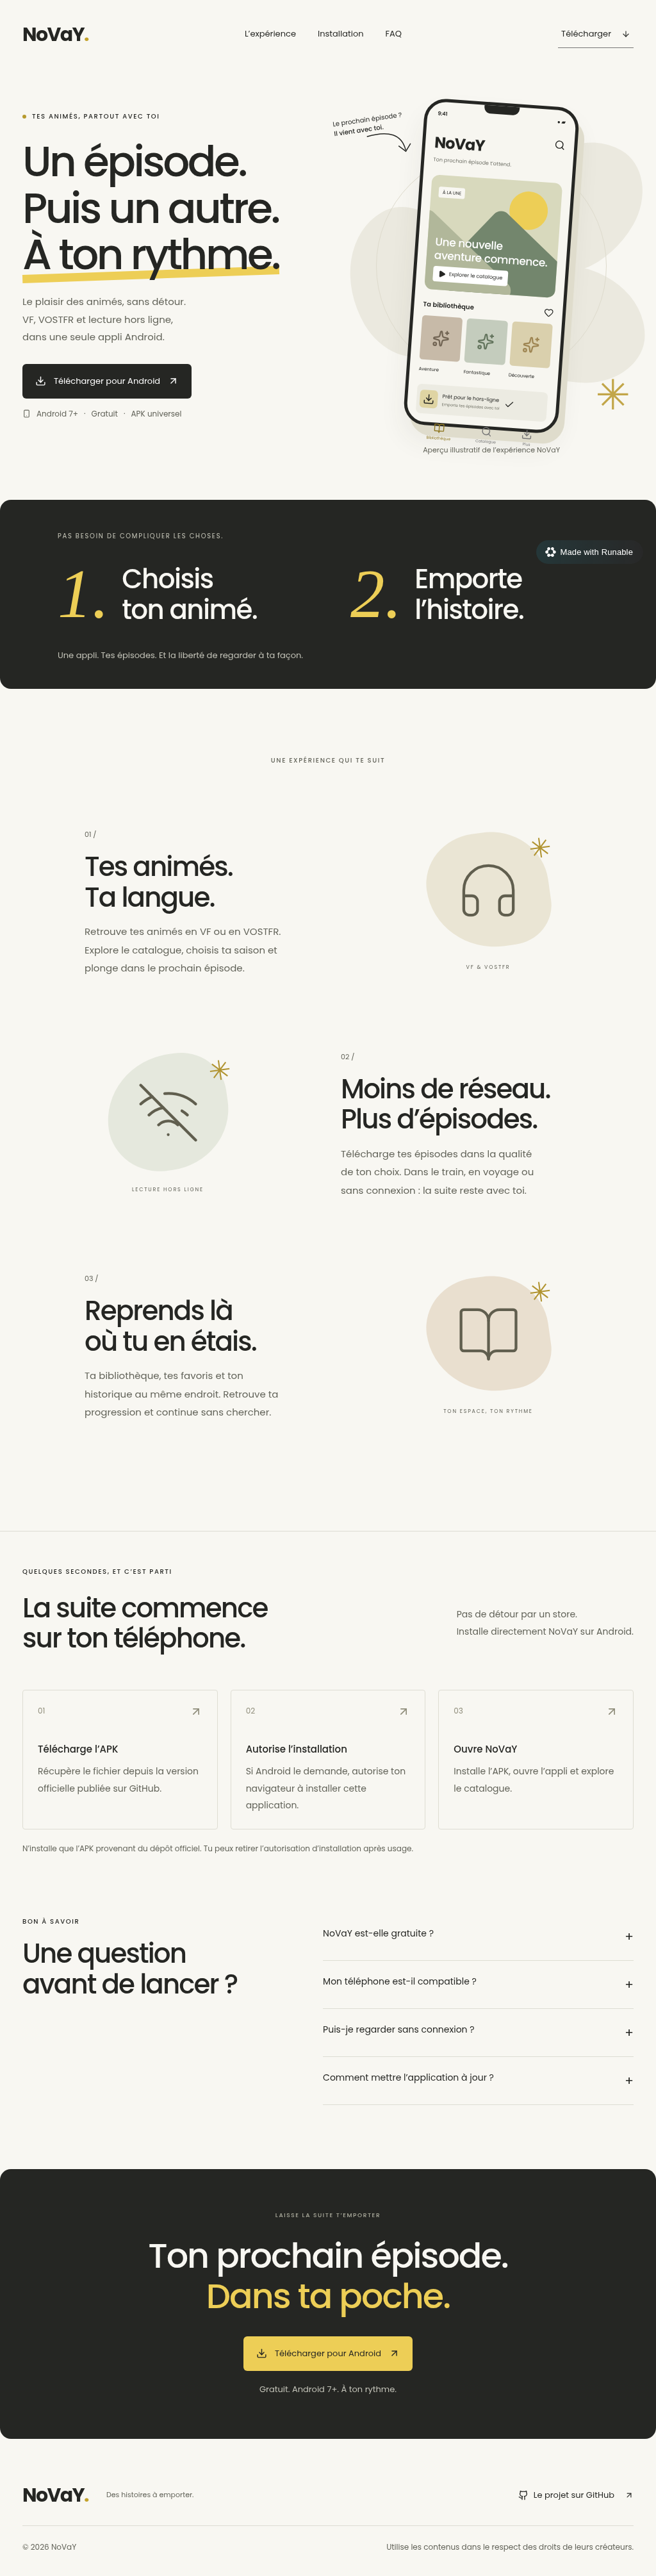 NoVaY.
L’expérience
Installation
FAQ
Télécharger
TES ANIMÉS, PARTOUT AVEC TOI
Un épisode.
Puis un autre.
À ton rythme.
Le plaisir des animés, sans détour.
VF, VOSTFR et lecture hors ligne,
dans une seule appli Android.
Télécharger pour Android
Android 7+ · Gratuit · APK universel
Le prochain épisode ?
Il vient avec toi.
9:41
NoVaY
Ton prochain épisode t’attend.
À LA UNE
Une nouvelle
aventure commence.
Explorer le catalogue
Ta bibliothèque
Aventure
Fantastique
Découverte
Prêt pour le hors-ligne
Emporte tes épisodes avec toi
Bibliothèque
Catalogue
Aperçu illustratif de l’expérience NoVaY
PAS BESOIN DE COMPLIQUER LES CHOSES.
Made with Runable
1. Choisis
ton animé.
2. Emporte
l’histoire.
Une appli. Tes épisodes. Et la liberté de regarder à ta façon.
UNE EXPÉRIENCE QUI TE SUIT
01 /
Tes animés.
Ta langue.
Retrouve tes animés en VF ou en VOSTFR.
Explore le catalogue, choisis ta saison et
plonge dans le prochain épisode.
VF & VOSTFR
02 /
Moins de réseau.
Plus d’épisodes.
Télécharge tes épisodes dans la qualité
de ton choix. Dans le train, en voyage ou
sans connexion : la suite reste avec toi.
LECTURE HORS LIGNE
03 /
Reprends là
où tu en étais.
Ta bibliothèque, tes favoris et ton
historique au même endroit. Retrouve ta
progression et continue sans chercher.
TON ESPACE, TON RYTHME
QUELQUES SECONDES, ET C’EST PARTI
La suite commence
sur ton téléphone.
Pas de détour par un store.
Installe directement NoVaY sur Android.
01
Télécharge l’APK
Récupère le fichier depuis la version
officielle publiée sur GitHub.
02
Autorise l’installation
Si Android le demande, autorise ton
navigateur à installer cette
application.
03
Ouvre NoVaY
Installe l’APK, ouvre l’appli et explore
le catalogue.
N’installe que l’APK provenant du dépôt officiel. Tu peux retirer l’autorisation d’installation après usage.
BON À SAVOIR
Une question
avant de lancer ?
NoVaY est-elle gratuite ?
Mon téléphone est-il compatible ?
Puis-je regarder sans connexion ?
Comment mettre l’application à jour ?
LAISSE LA SUITE T’EMPORTER
Ton prochain épisode.
Dans ta poche.
Télécharger pour Android
Gratuit. Android 7+. À ton rythme.
NoVaY.
Des histoires à emporter.
Le projet sur GitHub
© 2026 NoVaY
Utilise les contenus dans le respect des droits de leurs créateurs.